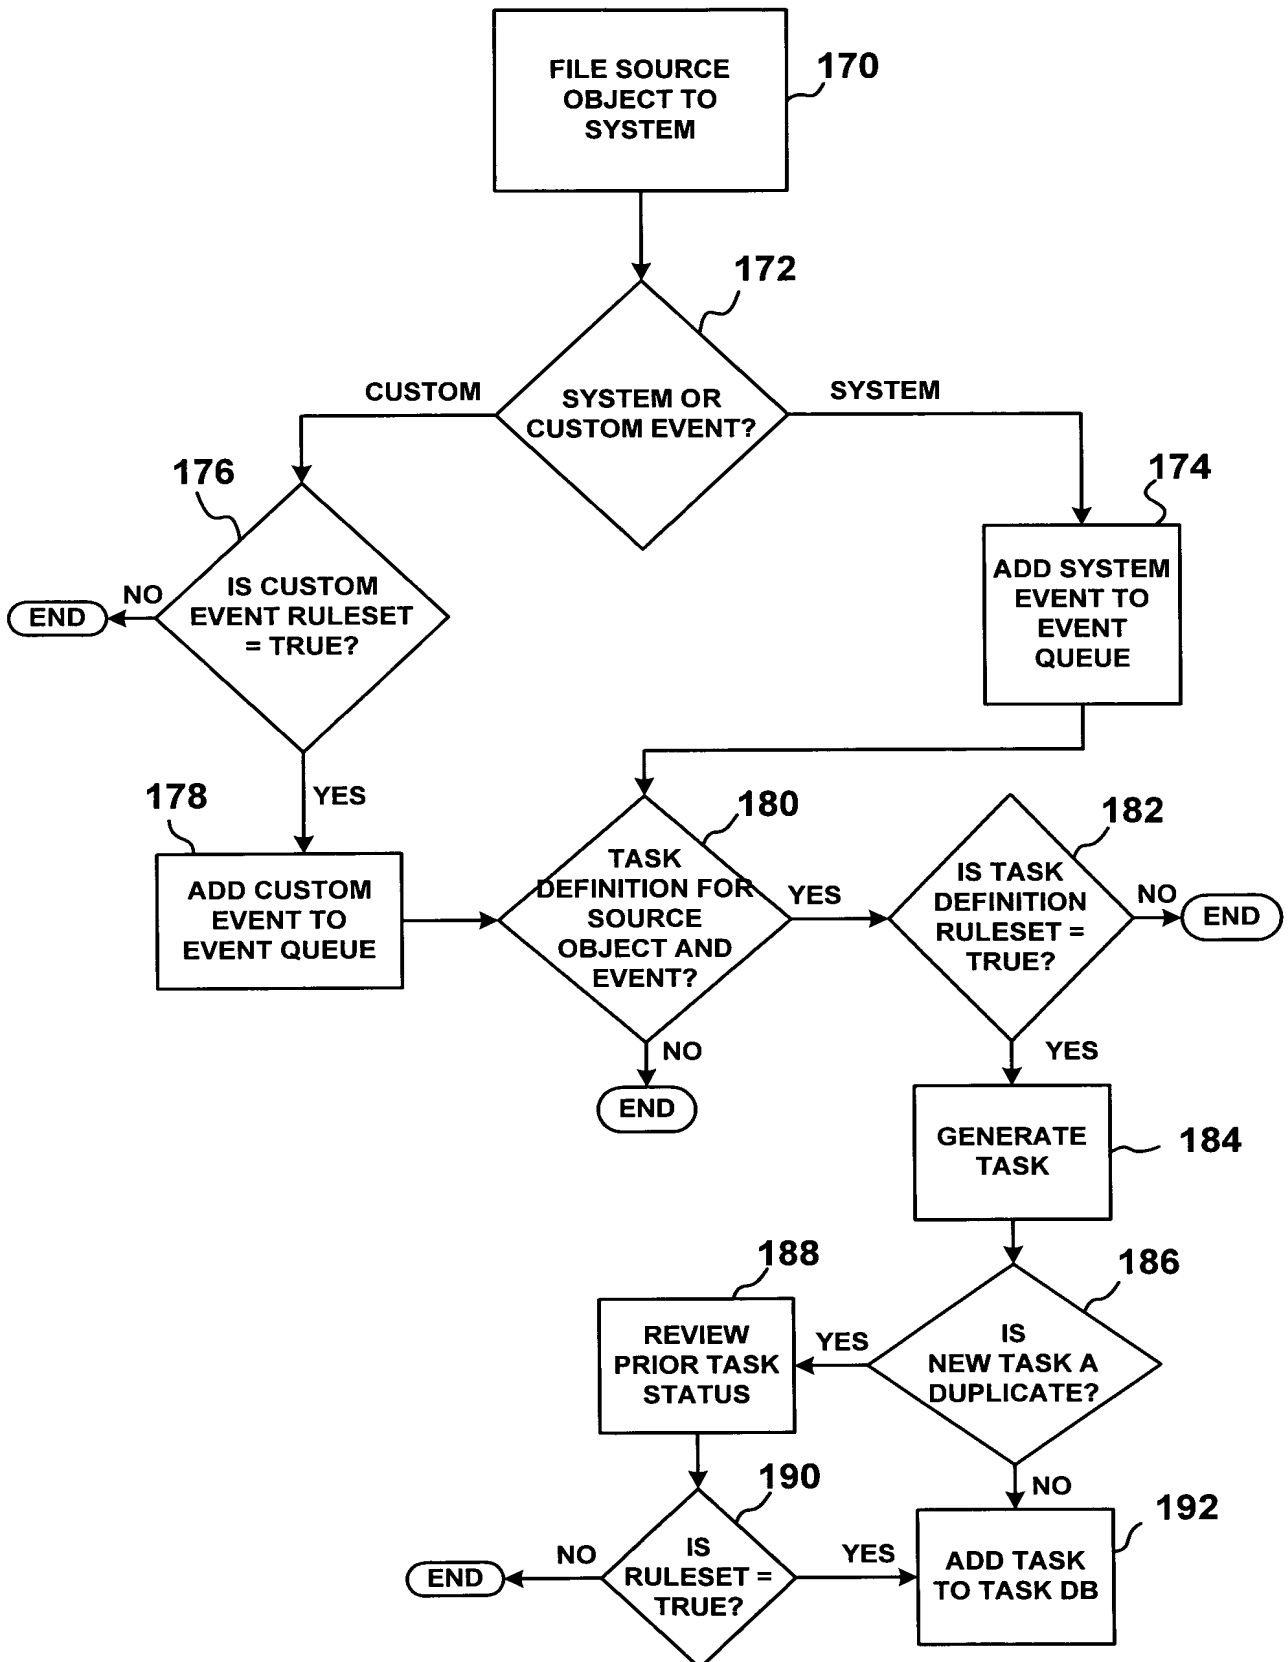 FILE SOURCE
OBJECT TO
SYSTEM
170
172
SYSTEM OR
CUSTOM EVENT?
CUSTOM
SYSTEM
176
IS CUSTOM
EVENT RULESET
= TRUE?
NO
END
174
ADD SYSTEM
EVENT TO
EVENT
QUEUE
YES
178
ADD CUSTOM
EVENT TO
EVENT QUEUE
180
TASK
DEFINITION FOR
SOURCE
OBJECT AND
EVENT?
YES
NO
END
182
IS TASK
DEFINITION
RULESET =
TRUE?
NO
END
YES
GENERATE
TASK
184
186
IS
NEW TASK A
DUPLICATE?
YES
188
REVIEW
PRIOR TASK
STATUS
NO
190
IS
RULESET =
TRUE?
NO
END
YES
192
ADD TASK
TO TASK DB